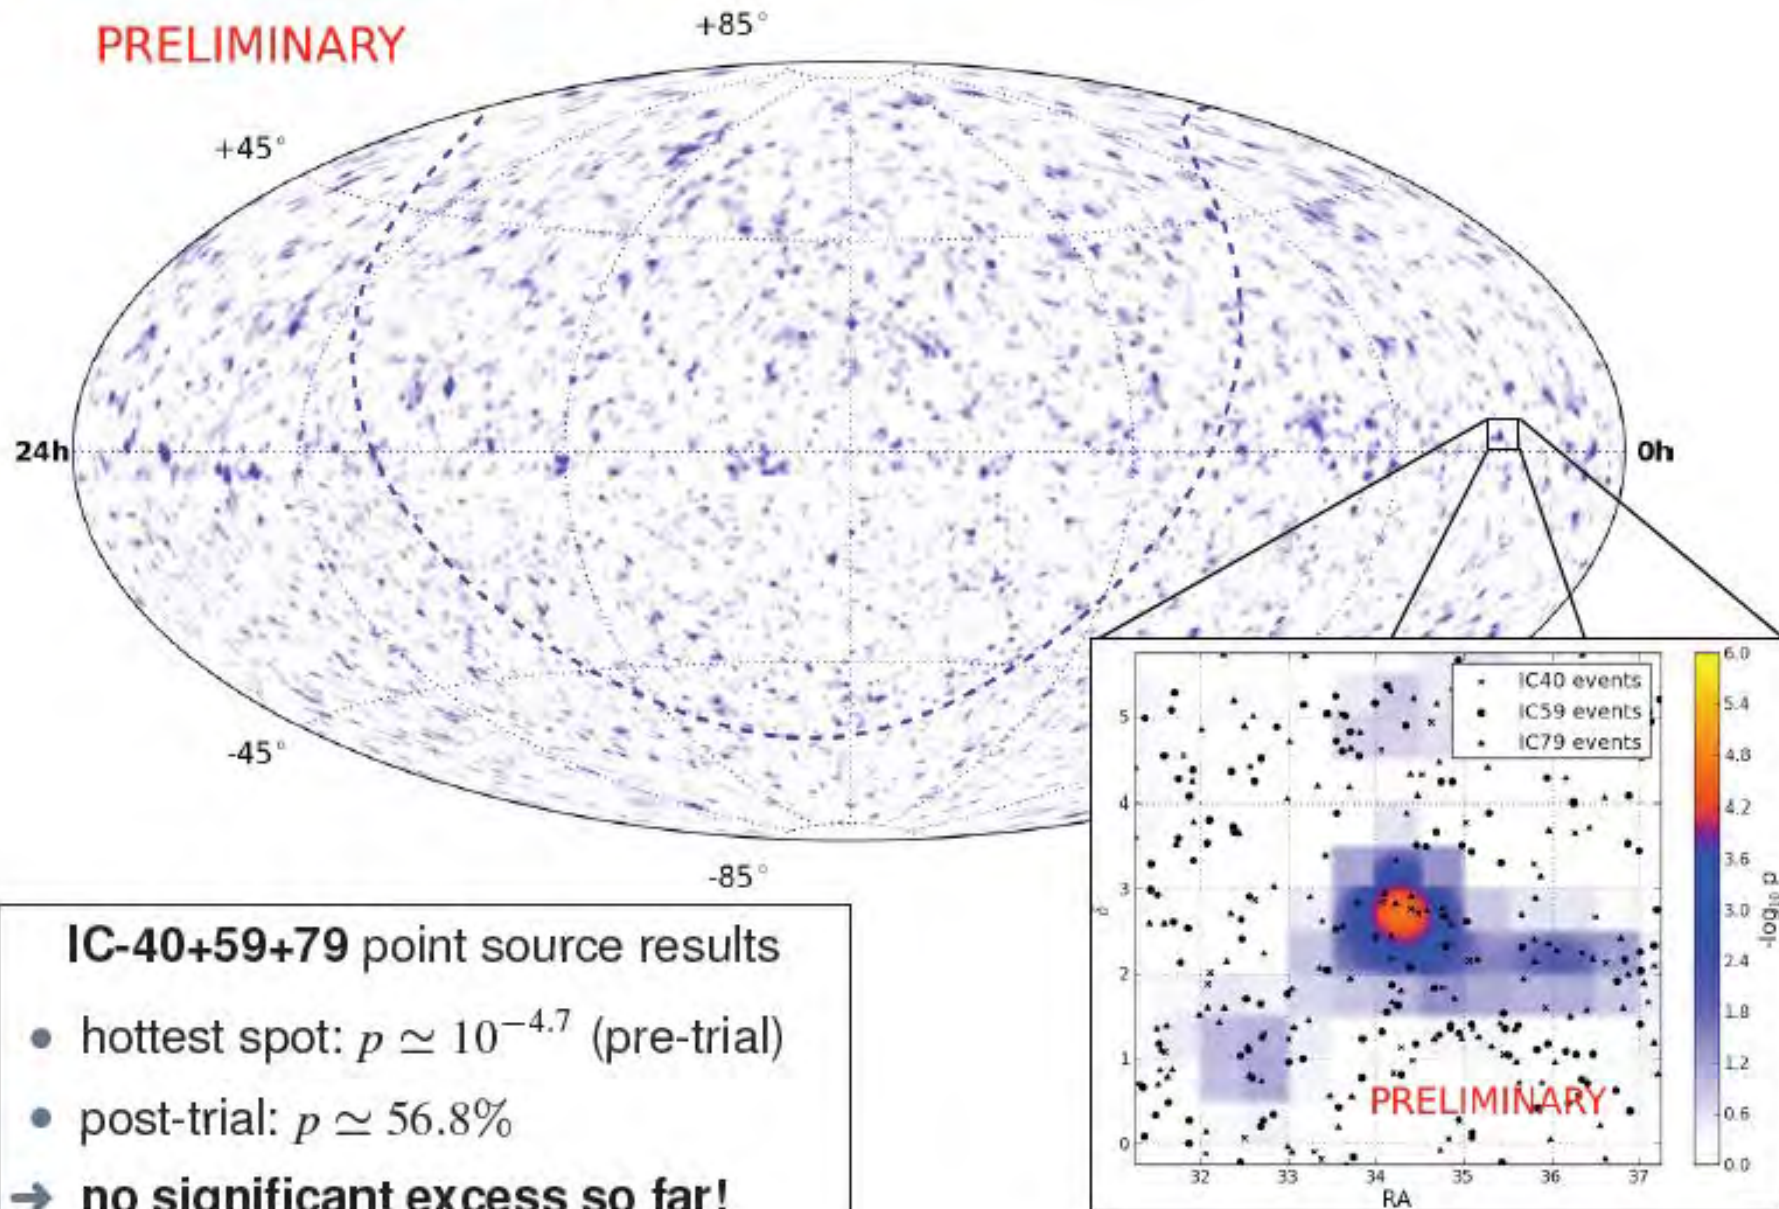 PRELIMINARY
+85°
+45°
24h
0h
-45°
-85°
IC-40+59+79 point source results
• hottest spot: p ≃ 10^−4.7 (pre-trial)
• post-trial: p ≃ 56.8%
➔ no significant excess so far!
IC40 events
IC59 events
IC79 events
5
4
3
2
1
0
δ
32 33 34 35 36 37
RA
PRELIMINARY
6.0
5.4
4.8
4.2
3.6
3.0
2.4
1.8
1.2
0.6
0.0
-log₁₀ p